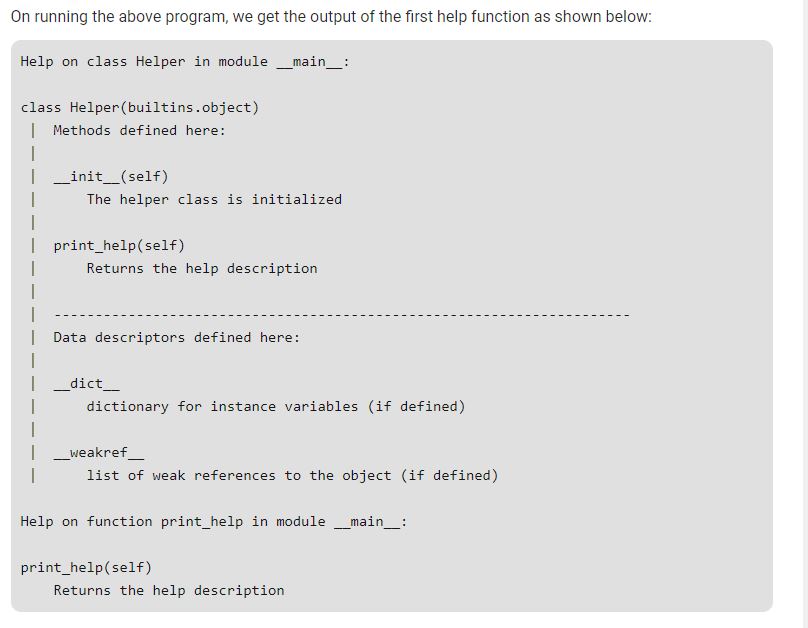 On running the above program, we get the output of the first help function as shown below:
Help on class Helper in module __main__:
class Helper(builtins.object)
 |  Methods defined here:
 |
 |  __init__(self)
 |      The helper class is initialized
 |
 |  print_help(self)
 |      Returns the help description
 |
 |  ----------------------------------------------------------------------
 |  Data descriptors defined here:
 |
 |  __dict__
 |      dictionary for instance variables (if defined)
 |
 |  __weakref__
 |      list of weak references to the object (if defined)
Help on function print_help in module __main__:
print_help(self)
    Returns the help description